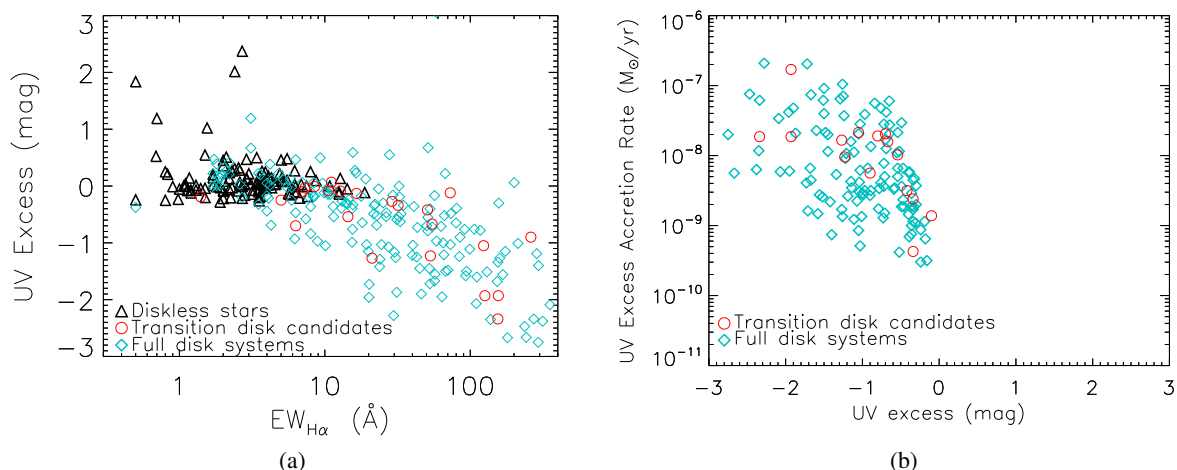 UV Excess (mag)
3
2
1
0
−1
−2
−3
Diskless stars
Transition disk candidates
Full disk systems
1 10 100
EW_Hα (Å)
(a)
UV Excess Accretion Rate (M⊙/yr)
10⁻⁶
10⁻⁷
10⁻⁸
10⁻⁹
10⁻¹⁰
10⁻¹¹
Transition disk candidates
Full disk systems
−3 −2 −1 0 1 2 3
UV excess (mag)
(b)